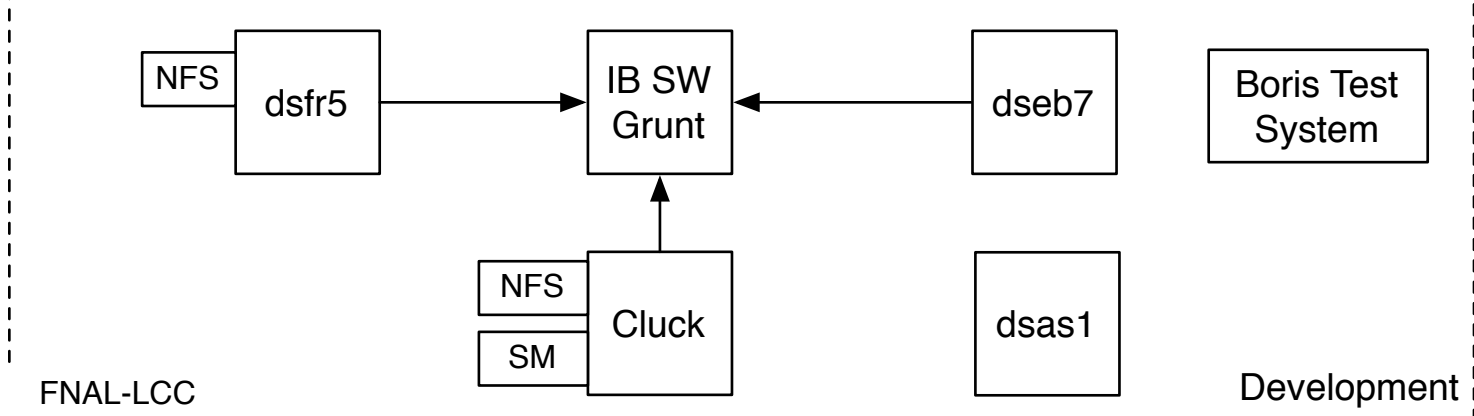 NFS
dsfr5
IB SW
Grunt
dseb7
Boris Test
System
NFS
SM
Cluck
dsas1
FNAL-LCC
Development